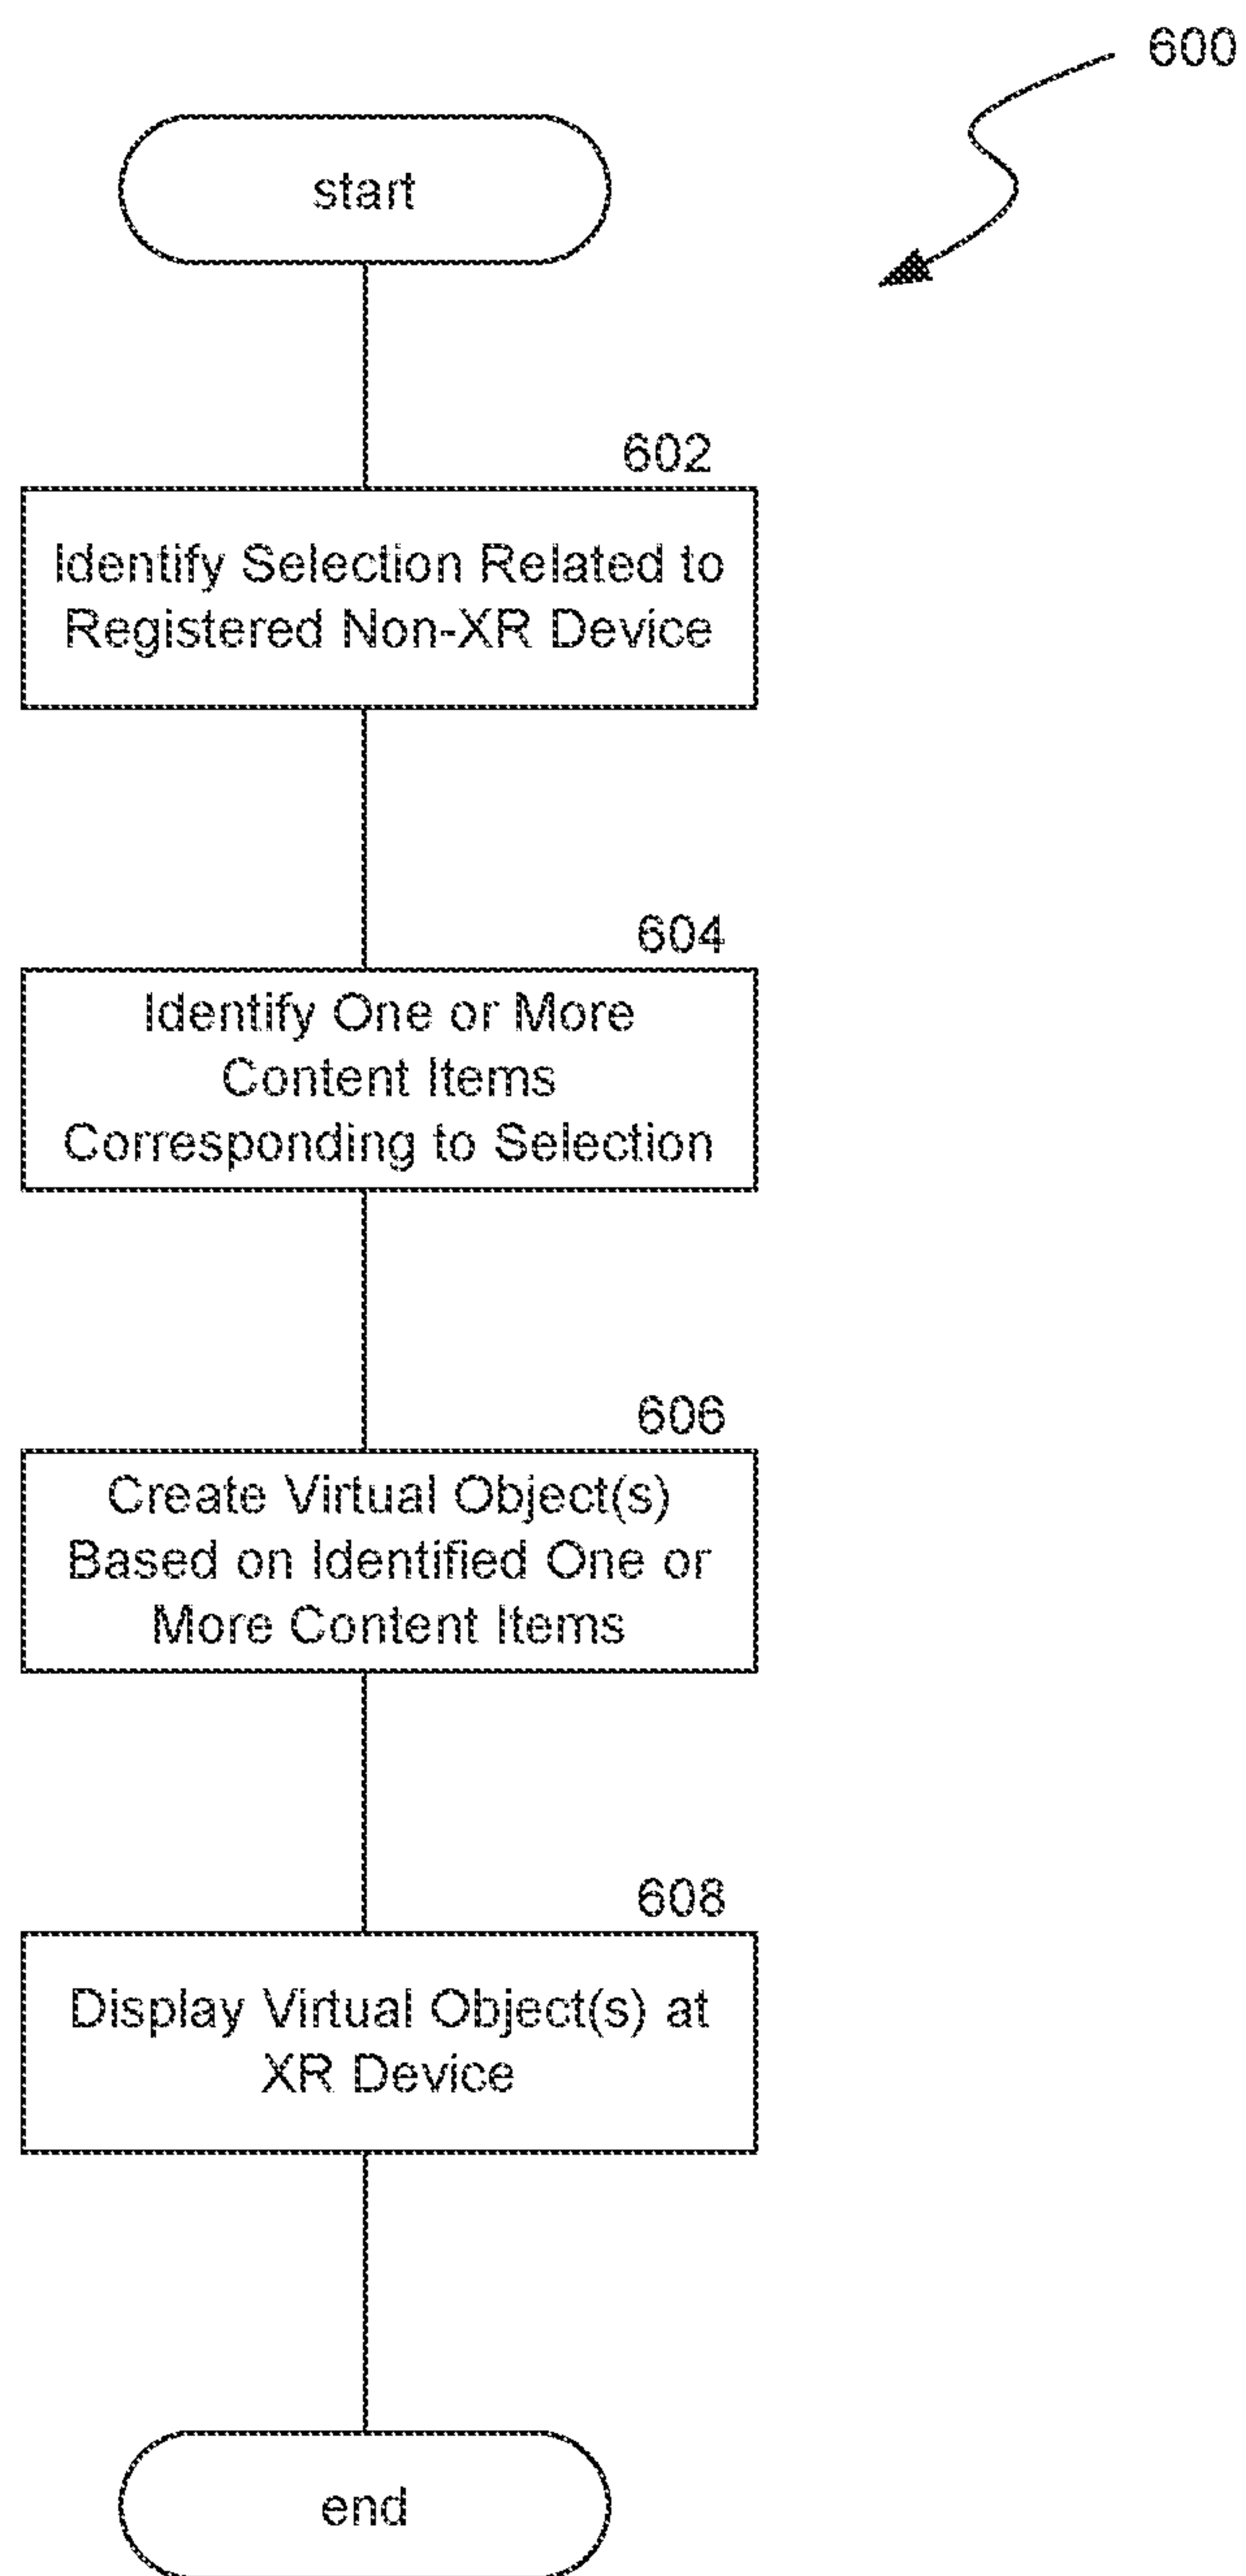 600
start
602
Identify Selection Related to
Registered Non-XR Device
604
Identify One or More
Content Items
Corresponding to Selection
606
Create Virtual Object(s)
Based on Identified One or
More Content Items
608
Display Virtual Object(s) at
XR Device
end